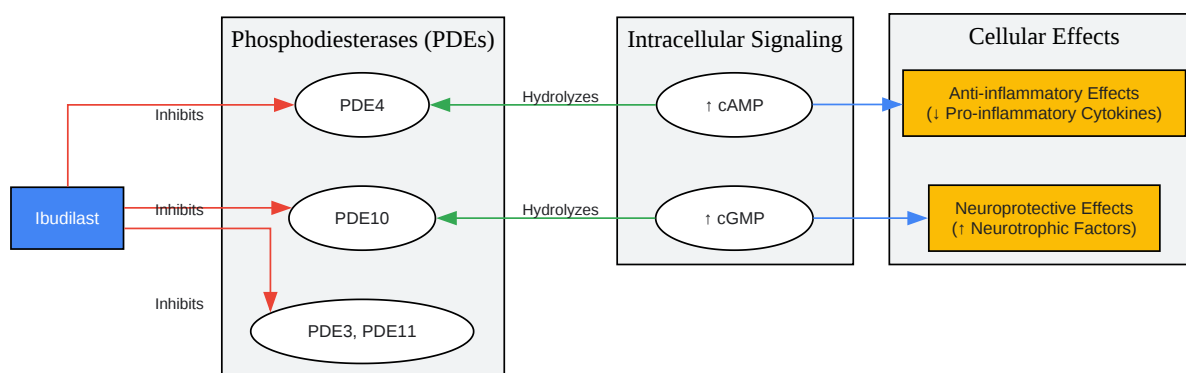 Phosphodiesterases (PDEs)
Intracellular Signaling
Cellular Effects
PDE4
Hydrolyzes
↑ cAMP
Anti-inflammatory Effects
(↓ Pro-inflammatory Cytokines)
Inhibits
Ibudilast
Inhibits
PDE10
Hydrolyzes
↑ cGMP
Neuroprotective Effects
(↑ Neurotrophic Factors)
Inhibits
PDE3, PDE11